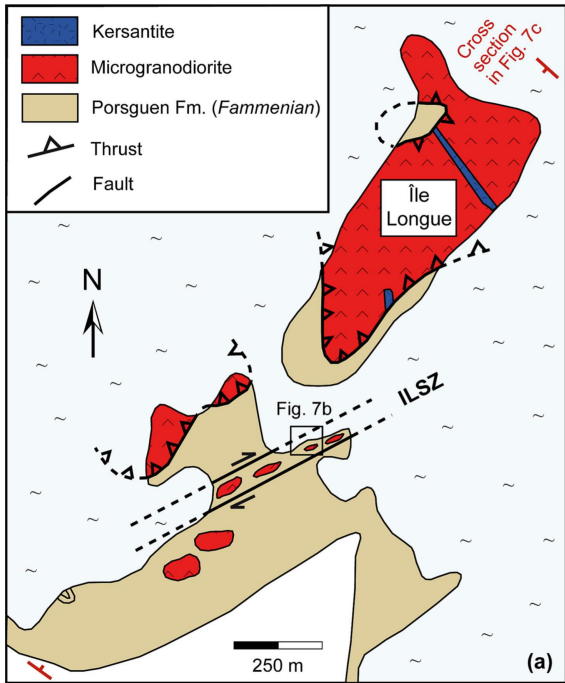 Kersantite
Microgranodiorite
Porsguen Fm. (Fammenian)
Thrust
Fault
Cross
section
in Fig. 7c
Île
Longue
N
Fig. 7b
ILSZ
250 m
(a)